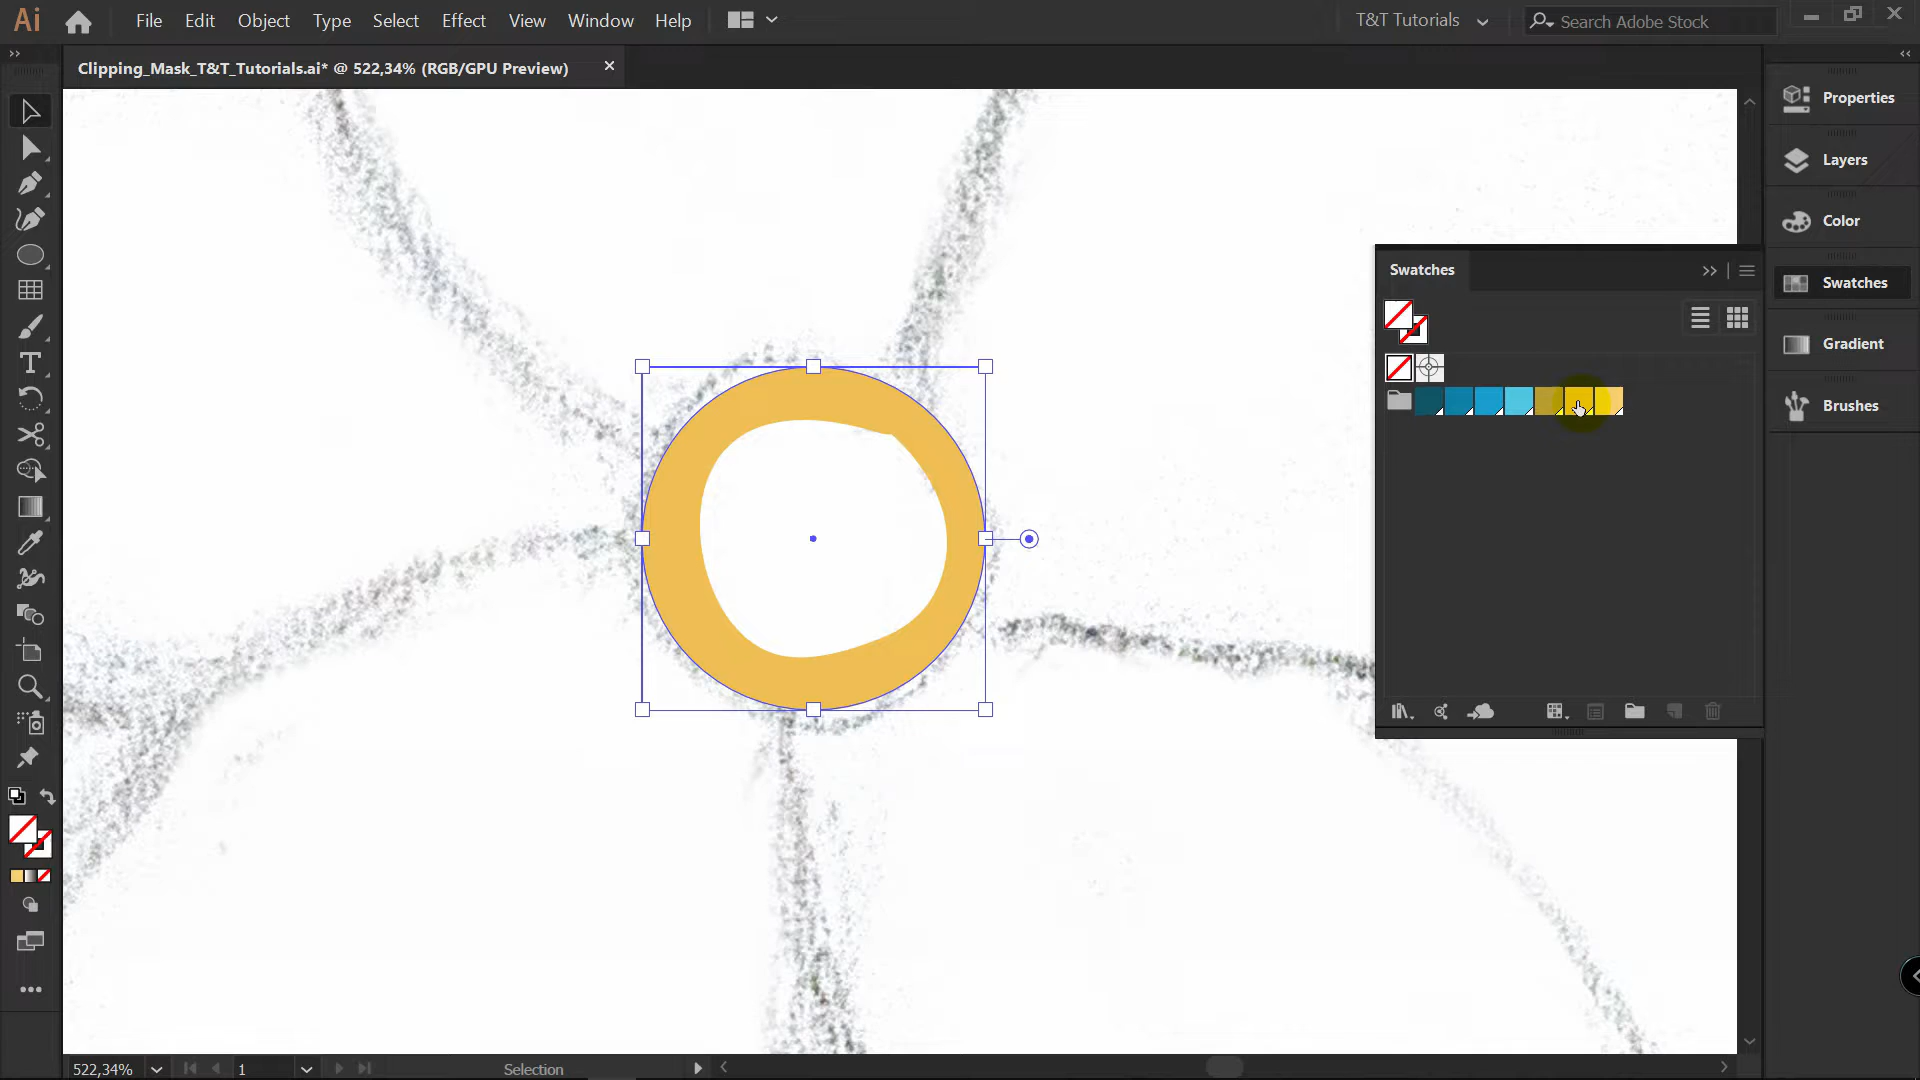 Ai File Edit Object Type Select Effect View Window Help T&T Tutorials Search Adobe Stock
Clipping_Mask_T&T_Tutorials.ai* @ 522,34% (RGB/GPU Preview)
Properties
Layers
Color
Swatches
Swatches
Gradient
Brushes
T
522,34% 1 Selection